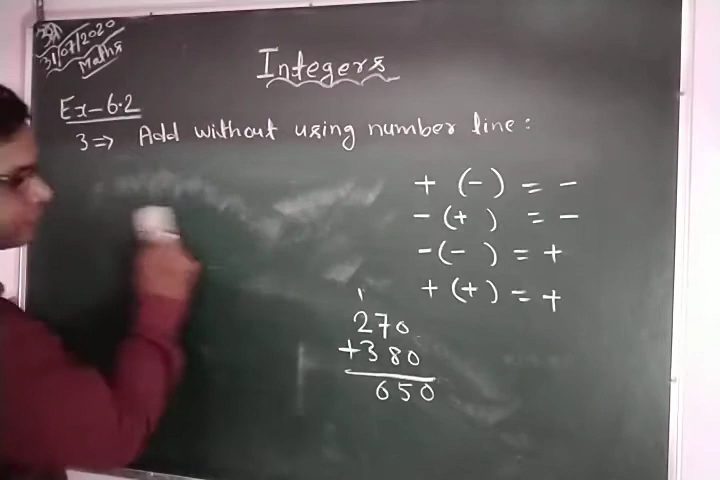 31/07/2020
Maths
Integers
Ex-6.2
3⇒ Add without using number line:
+ (-) = -
- (+ ) = -
- (- ) = +
+ (+) = +
1
270
+380
650